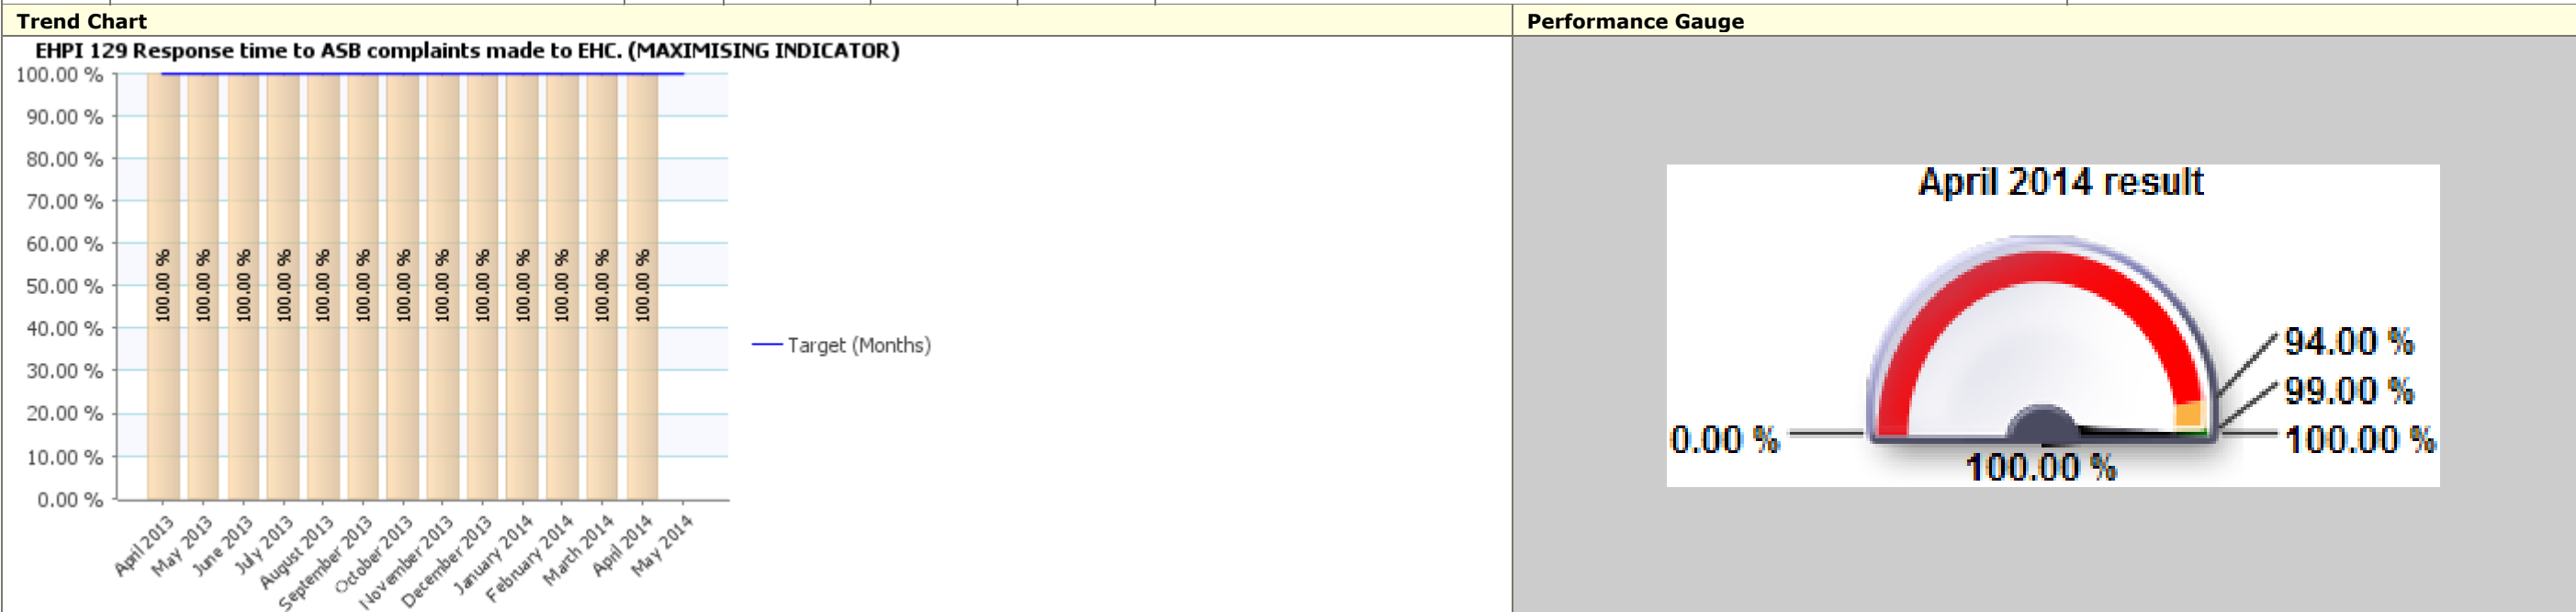 Trend Chart
Performance Gauge
EHPI 129 Response time to ASB complaints made to EHC. (MAXIMISING INDICATOR)
100.00 %
90.00 %
80.00 %
70.00 %
60.00 %
50.00 %
40.00 %
30.00 %
20.00 %
10.00 %
0.00 %
100.00 %
100.00 %
100.00 %
100.00 %
100.00 %
100.00 %
100.00 %
100.00 %
100.00 %
100.00 %
100.00 %
100.00 %
100.00 %
April 2013
May 2013
June 2013
July 2013
August 2013
September 2013
October 2013
November 2013
December 2013
January 2014
February 2014
March 2014
April 2014
May 2014
Target (Months)
April 2014 result
94.00 %
99.00 %
0.00 %
100.00 %
100.00 %